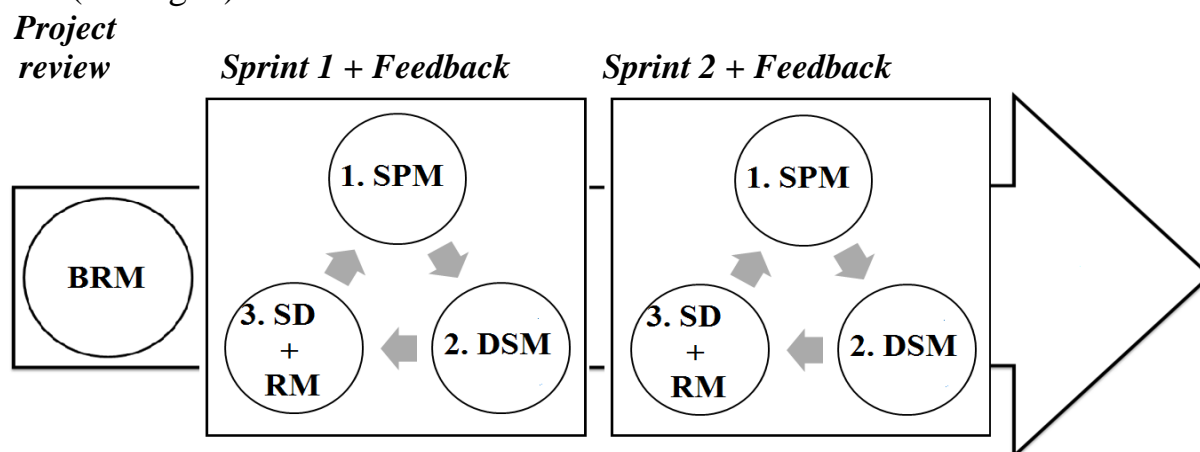 Project
review
Sprint 1 + Feedback
Sprint 2 + Feedback
BRM
1. SPM
2. DSM
3. SD
+
RM
1. SPM
2. DSM
3. SD
+
RM